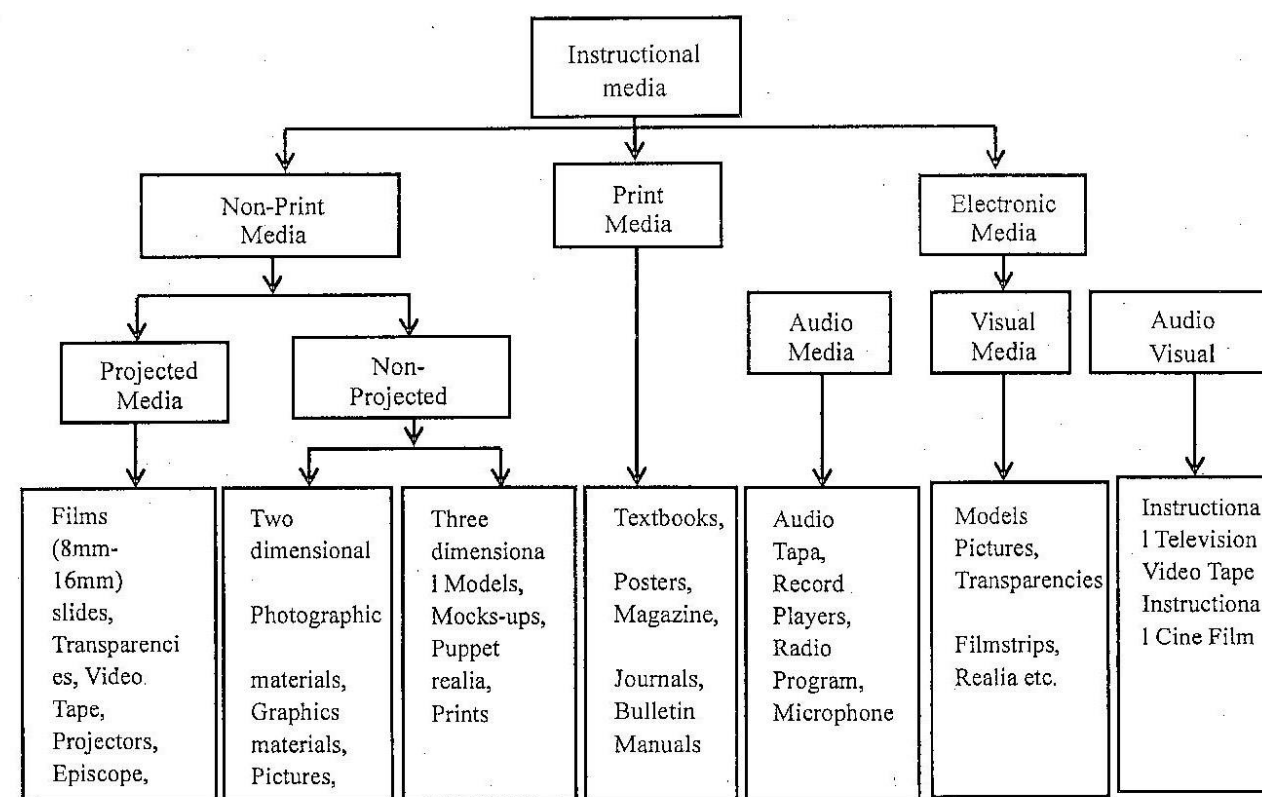 Instructional
media
Non-Print
Media
Print
Media
Electronic
Media
Projected
Media
Non-
Projected
Audio
Media
Visual
Media
Audio
Visual
Films
(8mm-
16mm)
slides,
Transparenci
es, Video
Tape,
Projectors,
Episcope,
Two
dimensional
Photographic
materials,
Graphics
materials,
Pictures,
Three
dimensiona
l Models,
Mocks-ups,
Puppet
realia,
Prints
Textbooks,
Posters,
Magazine,
Journals,
Bulletin
Manuals
Audio
Tapa,
Record
Players,
Radio
Program,
Microphone
Models
Pictures,
Transparencies
Filmstrips,
Realia etc.
Instructiona
l Television
Video Tape
Instructiona
l Cine Film